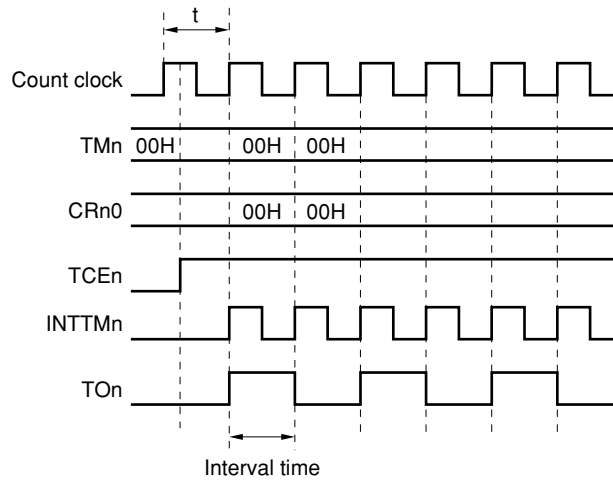 t
Count clock
TMn 00H 00H 00H
CRn0 00H 00H
TCEn
INTTMn
TOn
Interval time